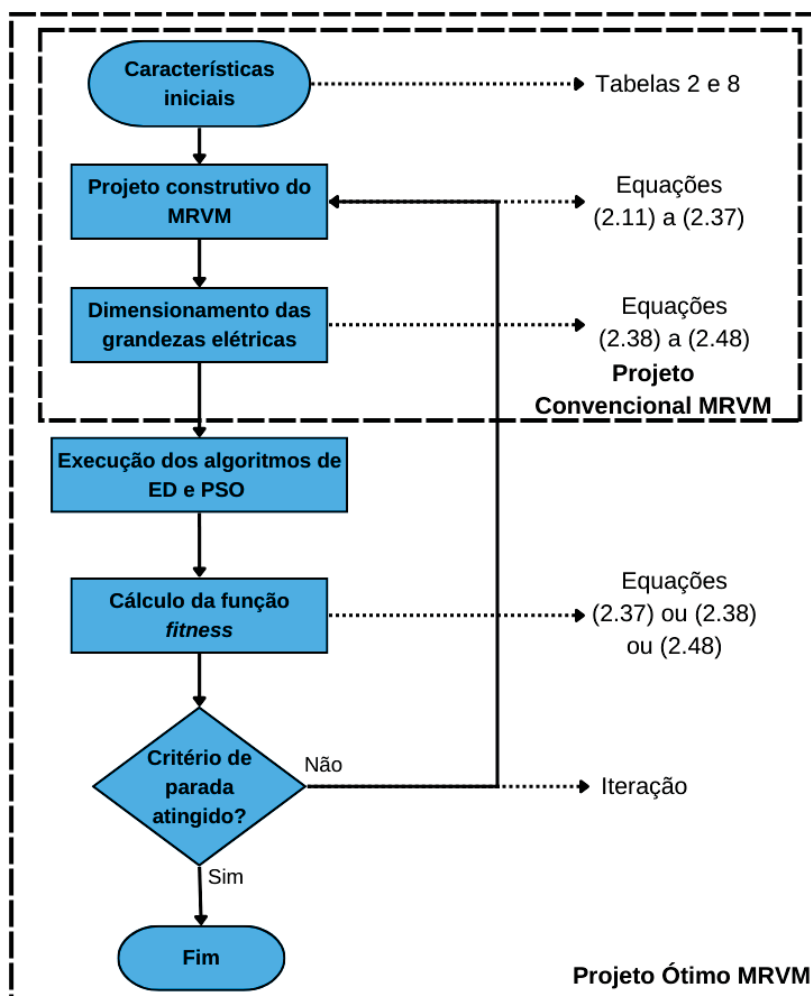 Características
iniciais
Tabelas 2 e 8
Projeto construtivo do
MRVM
Equações
(2.11) a (2.37)
Dimensionamento das
grandezas elétricas
Equações
(2.38) a (2.48)
Projeto
Convencional MRVM
Execução dos algoritmos de
ED e PSO
Cálculo da função
fitness
Equações
(2.37) ou (2.38)
ou (2.48)
Critério de
parada
atingido?
Não
Iteração
Sim
Fim
Projeto Ótimo MRVM